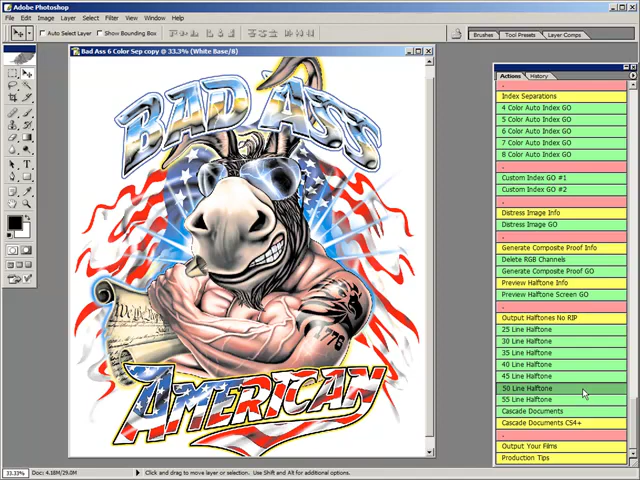 Adobe Photoshop
File Edit Image Layer Select Filter View Window Help
Auto Select Layer Show Bounding Box
Brushes Tool Presets Layer Comps
Bad Ass 6 Color Sep copy @ 33.3% (White Base/8)
BAD ASS
We the People
1776
AMERICAN
Actions History
Index Separations
4 Color Auto Index GO
5 Color Auto Index GO
6 Color Auto Index GO
7 Color Auto Index GO
8 Color Auto Index GO
Custom Index GO #1
Custom Index GO #2
Distress Image Info
Distress Image GO
Generate Composite Proof Info
Delete RGB Channels
Generate Composite Proof GO
Preview Halftone Info
Preview Halftone Screen GO
Output Halftones No RIP
25 Line Halftone
30 Line Halftone
35 Line Halftone
40 Line Halftone
45 Line Halftone
50 Line Halftone
55 Line Halftone
Cascade Documents
Cascade Documents CS4+
Output Your Films
Production Tips
33.33% Doc: 4.18M/29.0M Click and drag to move layer or selection. Use Shift and Alt for additional options.